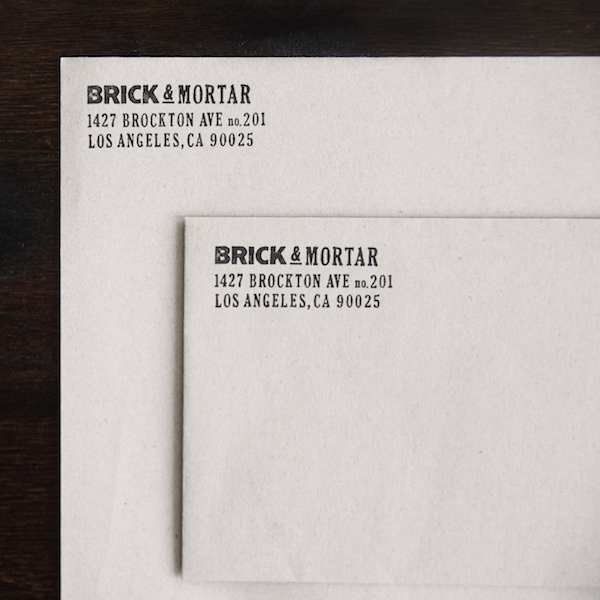 BRICK & MORTAR
1427 BROCKTON AVE no. 201
LOS ANGELES, CA 90025
BRICK & MORTAR
1427 BROCKTON AVE no. 201
LOS ANGELES, CA 90025